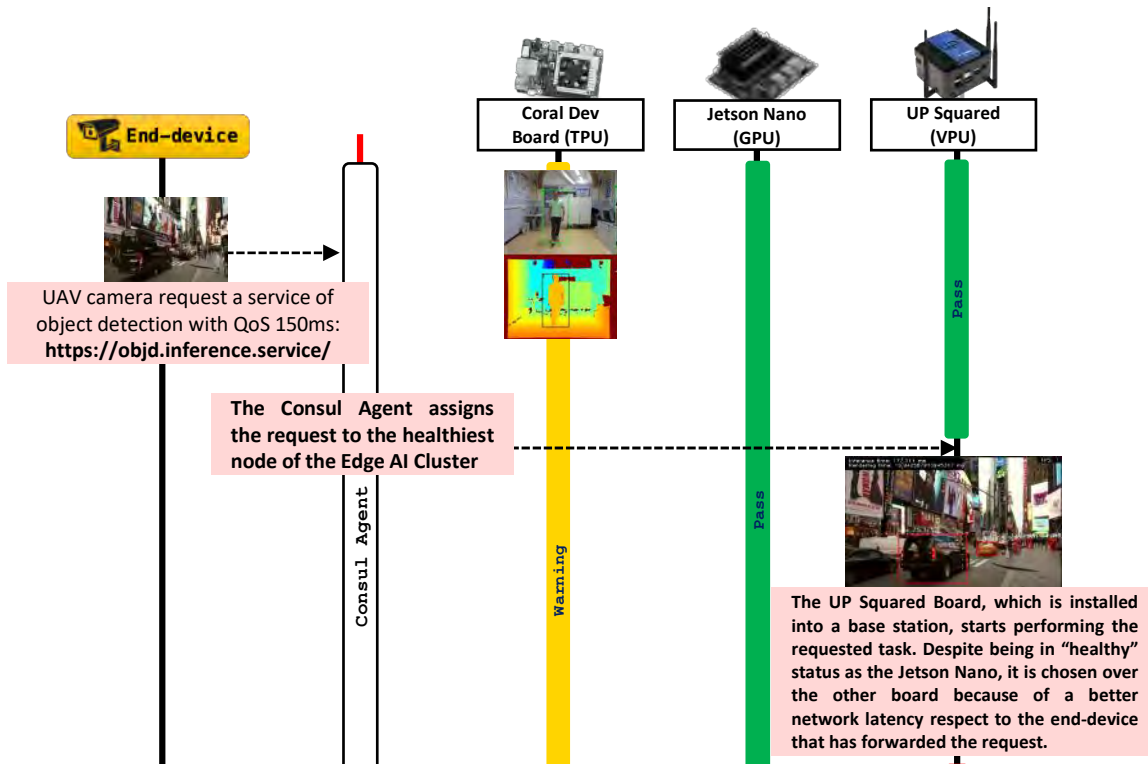 Coral Dev
Board (TPU)
Jetson Nano
(GPU)
UP Squared
(VPU)
End-device
UAV camera request a service of
object detection with QoS 150ms:
https://objd.inference.service/
Pass
The Consul Agent assigns
the request to the healthiest
node of the Edge AI Cluster
Consul Agent
Warning
Pass
The UP Squared Board, which is installed
into a base station, starts performing the
requested task. Despite being in “healthy”
status as the Jetson Nano, it is chosen over
the other board because of a better
network latency respect to the end-device
that has forwarded the request.